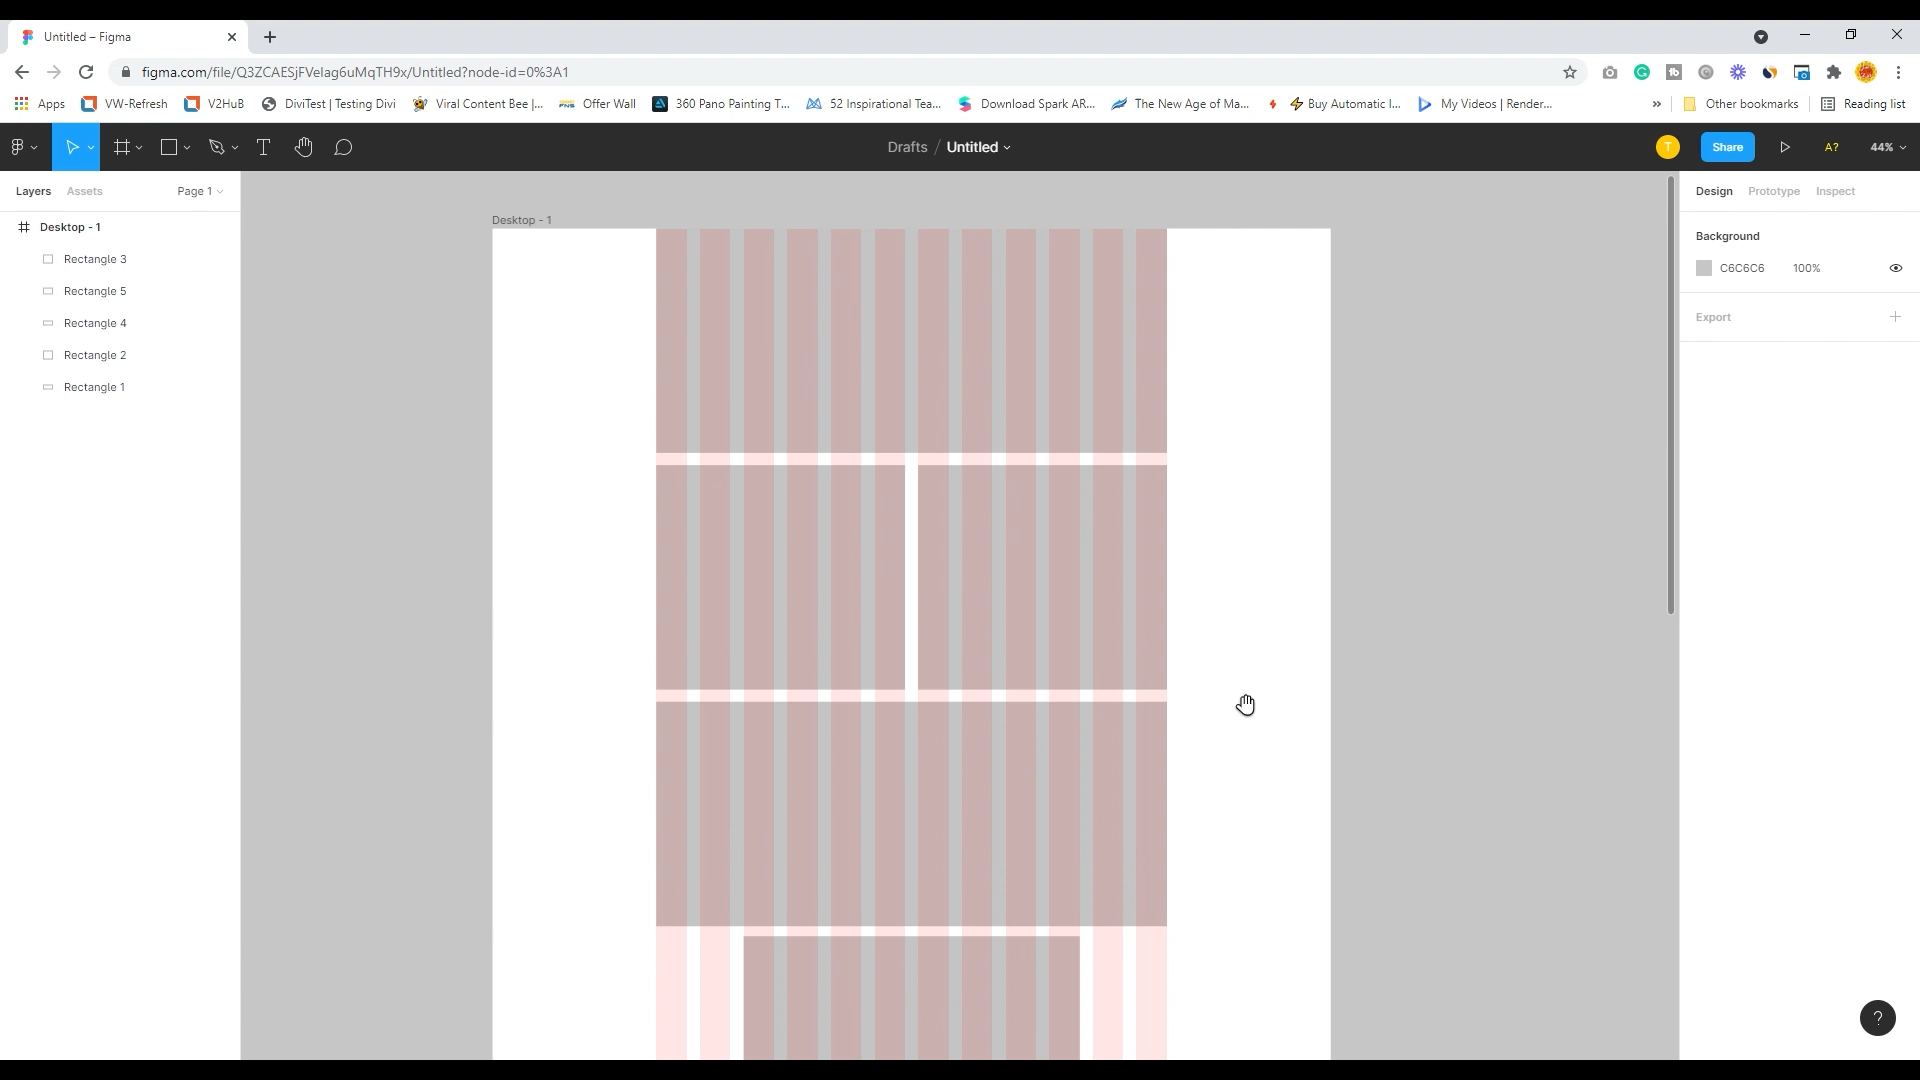 Untitled – Figma
figma.com/file/Q3ZCAESjFVelag6uMqTH9x/Untitled?node-id=0%3A1
Apps VW-Refresh V2HuB DiviTest | Testing Divi Viral Content Bee |... Offer Wall 360 Pano Painting T... 52 Inspirational Tea... Download Spark AR... The New Age of Ma... Buy Automatic I... My Videos | Render... » Other bookmarks Reading list
Drafts / Untitled T Share A? 44%
Layers Assets Page 1 Design Prototype Inspect
Desktop - 1
Desktop - 1
Rectangle 3
Rectangle 5
Rectangle 4
Rectangle 2
Rectangle 1
Background
C6C6C6 100%
Export
?